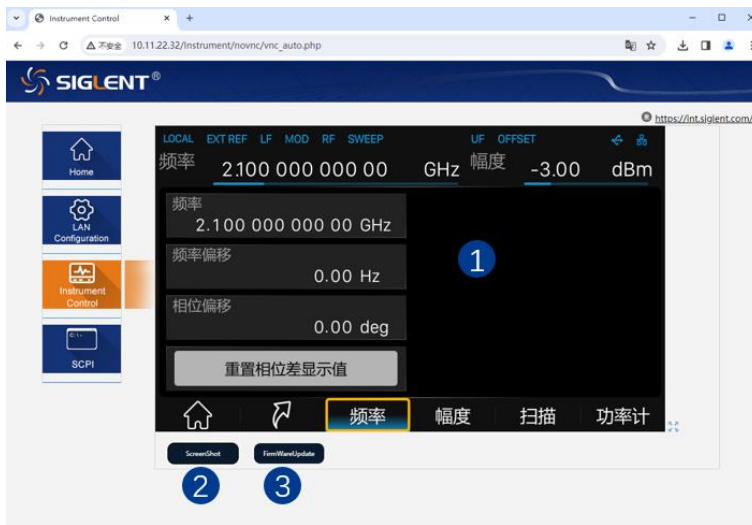 Instrument Control
不安全 10.11.22.32/Instrument/novnc/vnc_auto.php
SIGLENT®
https://int.siglent.com/
Home
LAN Configuration
Instrument Control
SCPI
LOCAL EXT REF LF MOD RF SWEEP UF OFFSET
频率 2.100 000 000 00 GHz 幅度 -3.00 dBm
频率
2.100 000 000 00 GHz
频率偏移
0.00 Hz
1
相位偏移
0.00 deg
重置相位差显示值
频率 幅度 扫描 功率计
ScreenShot FirmWareUpdate
2 3